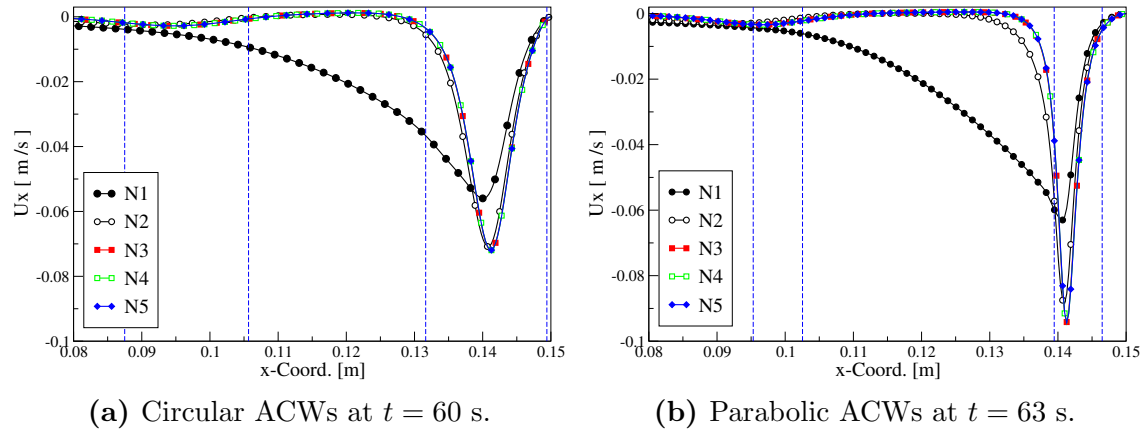 0
-0.02
-0.04
-0.06
-0.08
-0.1
Ux [ m /s ]
N1
N2
N3
N4
N5
0.08
0.09
0.1
0.11
0.12
0.13
0.14
0.15
x-Coord. [m]
(a) Circular ACWs at t = 60 s.
0
-0.02
-0.04
-0.06
-0.08
-0.1
Ux [ m /s ]
N1
N2
N3
N4
N5
0.08
0.09
0.1
0.11
0.12
0.13
0.14
0.15
x-Coord. [m]
(b) Parabolic ACWs at t = 63 s.